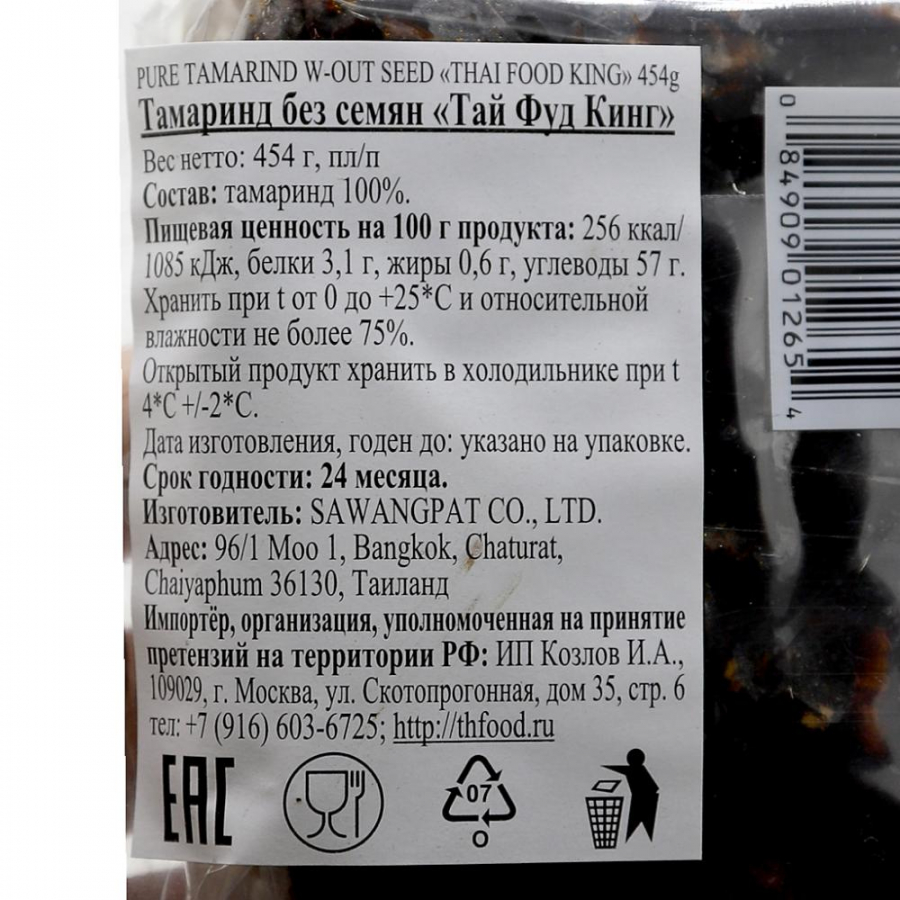 PURE TAMARIND W-OUT SEED «THAI FOOD KING» 454g
Тамаринд без семян «Тай Фуд Кинг»
Вес нетто: 454 г, пл/п
Состав: тамаринд 100%.
Пищевая ценность на 100 г продукта: 256 ккал/
1085 кДж, белки 3,1 г, жиры 0,6 г, углеводы 57 г.
Хранить при t от 0 до +25*С и относительной
влажности не более 75%.
Открытый продукт хранить в холодильнике при t
4*С +/-2*С.
Дата изготовления, годен до: указано на упаковке.
Срок годности: 24 месяца.
Изготовитель: SAWANGPAT CO., LTD.
Адрес: 96/1 Moo 1, Bangkok, Chaturat,
Chaiyaphum 36130, Таиланд
Импортёр, организация, уполномоченная на принятие
претензий на территории РФ: ИП Козлов И.А.,
109029, г. Москва, ул. Скотопрогонная, дом 35, стр. 6
тел: +7 (916) 603-6725; http://thfood.ru
EAC
07
O
0 84909 01265 4